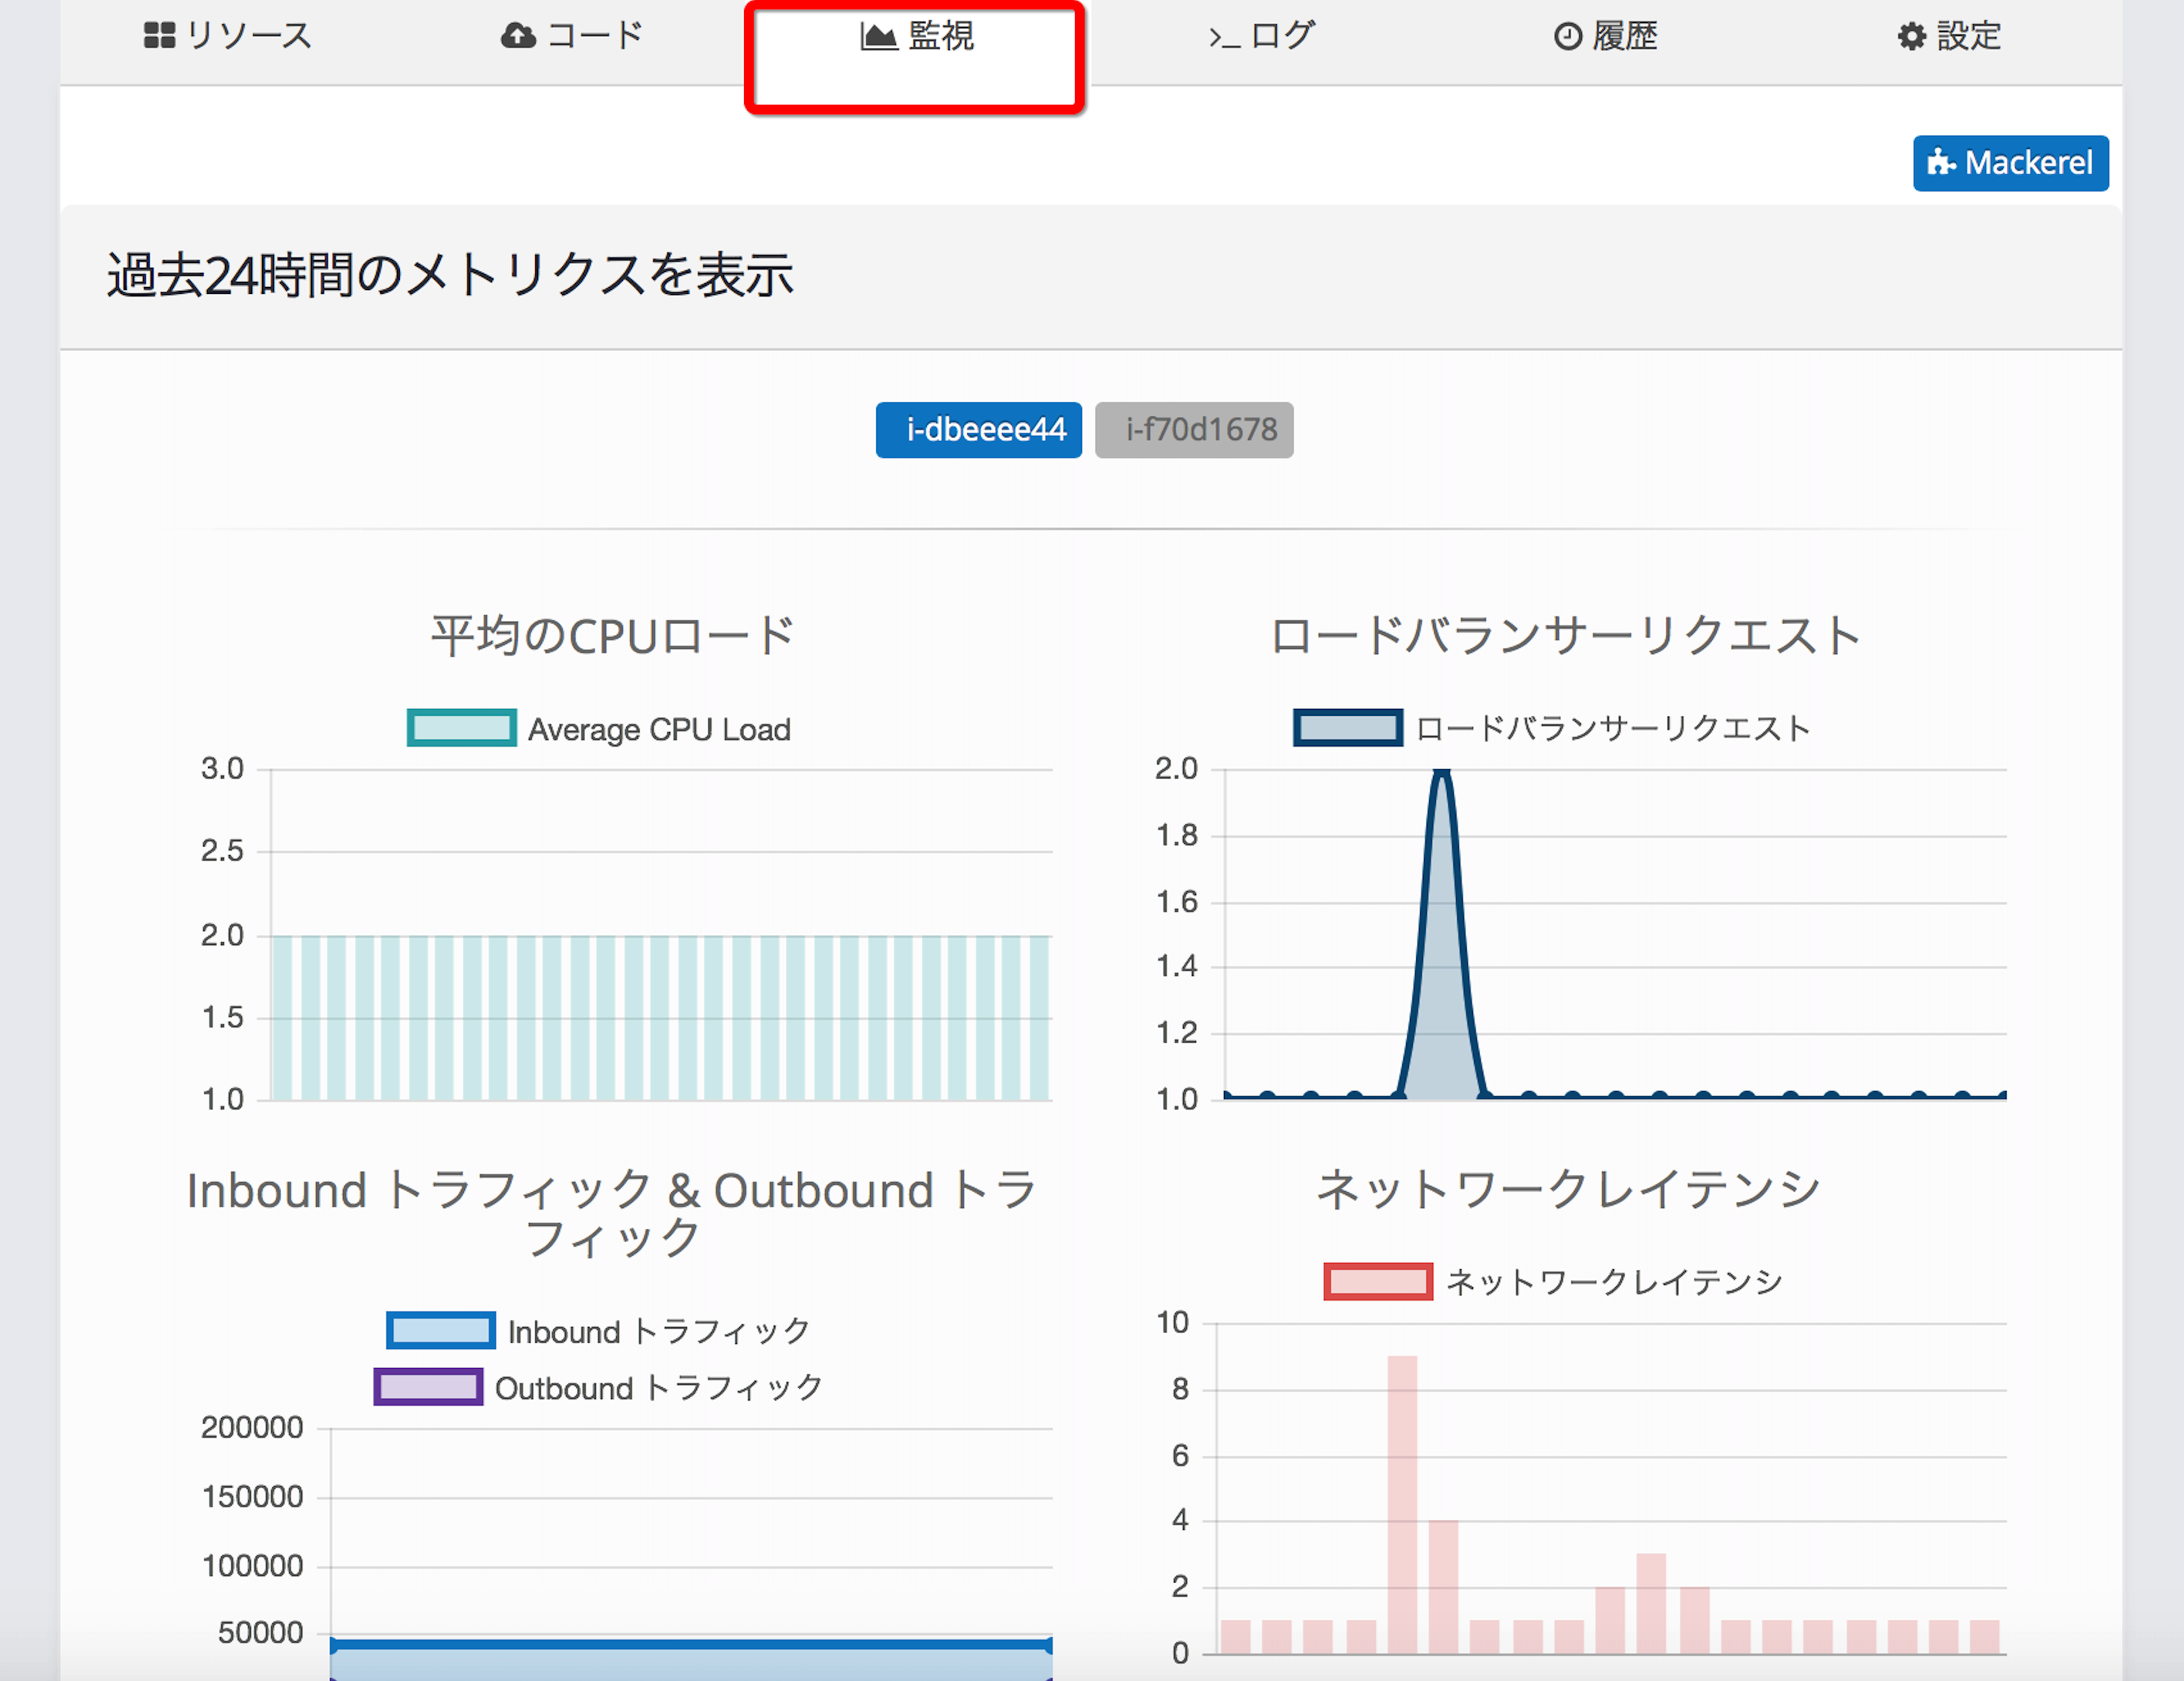 リソース
コード
監視
>_ ログ
履歴
設定
Mackerel
過去24時間のメトリクスを表示
i-dbeeee44
i-f70d1678
平均のCPUロード
Average CPU Load
3.0
2.5
2.0
1.5
1.0
ロードバランサーリクエスト
ロードバランサーリクエスト
2.0
1.8
1.6
1.4
1.2
1.0
Inbound トラフィック & Outbound トラ
フィック
Inbound トラフィック
Outbound トラフィック
200000
150000
100000
50000
ネットワークレイテンシ
ネットワークレイテンシ
10
8
6
4
2
0